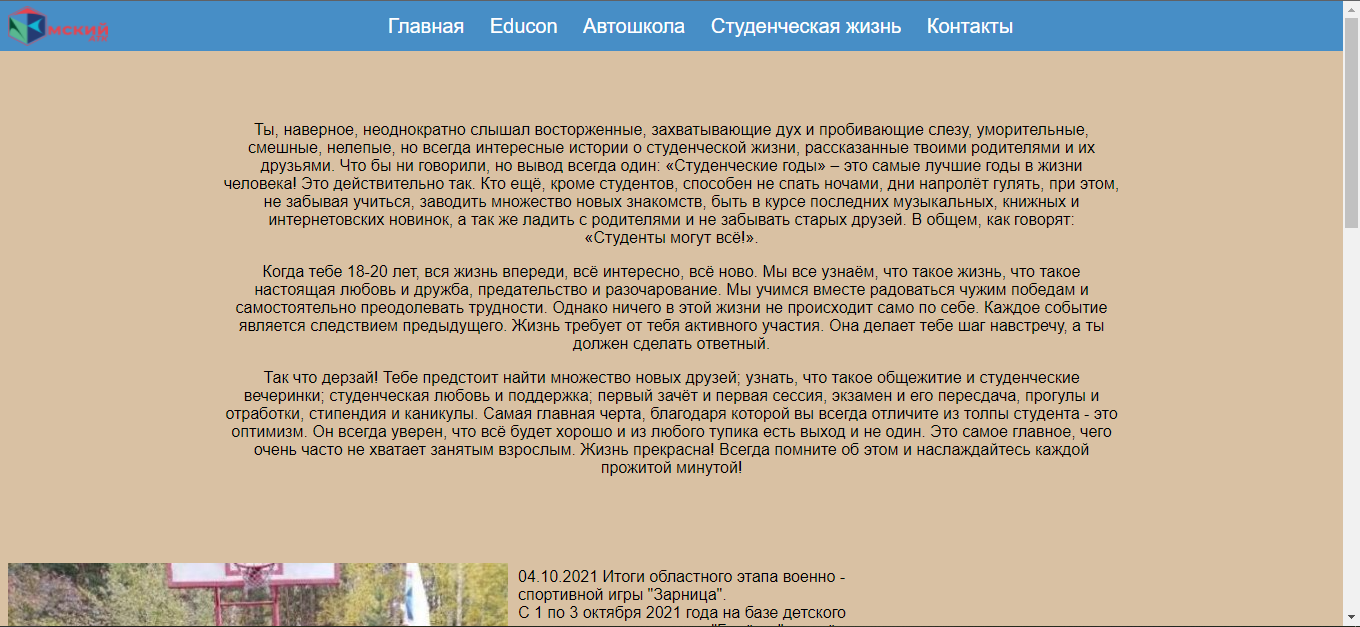 МСКИЙ
Главная
Educon
Автошкола
Студенческая жизнь
Контакты
Ты, наверное, неоднократно слышал восторженные, захватывающие дух и пробивающие слезу, уморительные,
смешные, нелепые, но всегда интересные истории о студенческой жизни, рассказанные твоими родителями и их
друзьями. Что бы ни говорили, но вывод всегда один: «Студенческие годы» – это самые лучшие годы в жизни
человека! Это действительно так. Кто ещё, кроме студентов, способен не спать ночами, дни напролёт гулять, при этом,
не забывая учиться, заводить множество новых знакомств, быть в курсе последних музыкальных, книжных и
интернетовских новинок, а так же ладить с родителями и не забывать старых друзей. В общем, как говорят:
«Студенты могут всё!».
Когда тебе 18-20 лет, вся жизнь впереди, всё интересно, всё ново. Мы все узнаём, что такое жизнь, что такое
настоящая любовь и дружба, предательство и разочарование. Мы учимся вместе радоваться чужим победам и
самостоятельно преодолевать трудности. Однако ничего в этой жизни не происходит само по себе. Каждое событие
является следствием предыдущего. Жизнь требует от тебя активного участия. Она делает тебе шаг навстречу, а ты
должен сделать ответный.
Так что дерзай! Тебе предстоит найти множество новых друзей; узнать, что такое общежитие и студенческие
вечеринки; студенческая любовь и поддержка; первый зачёт и первая сессия, экзамен и его пересдача, прогулы и
отработки, стипендия и каникулы. Самая главная черта, благодаря которой вы всегда отличите из толпы студента - это
оптимизм. Он всегда уверен, что всё будет хорошо и из любого тупика есть выход и не один. Это самое главное, чего
очень часто не хватает занятым взрослым. Жизнь прекрасна! Всегда помните об этом и наслаждайтесь каждой
прожитой минутой!
04.10.2021 Итоги областного этапа военно -
спортивной игры "Зарница".
С 1 по 3 октября 2021 года на базе детского